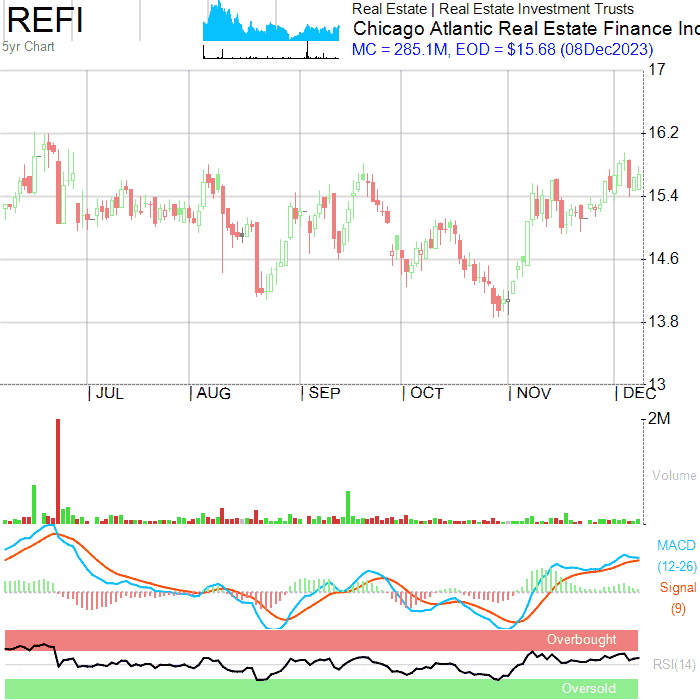 REFI
5yr Chart
Real Estate | Real Estate Investment Trusts
Chicago Atlantic Real Estate Finance Inc
MC = 285.1M, EOD = $15.68 (08Dec2023)
17
16.2
15.4
14.6
13.8
13
JUL
AUG
SEP
OCT
NOV
DEC
2M
Volume
MACD
(12-26)
Signal
(9)
Overbought
RSI(14)
Oversold